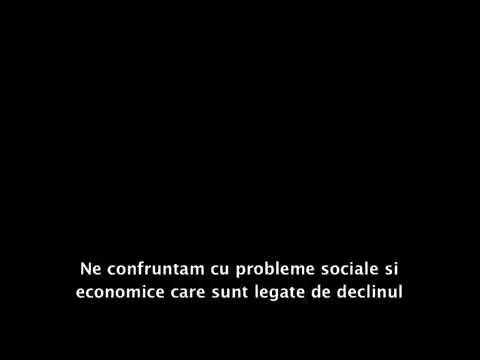 Ne confruntam cu probleme sociale si
economice care sunt legate de declinul